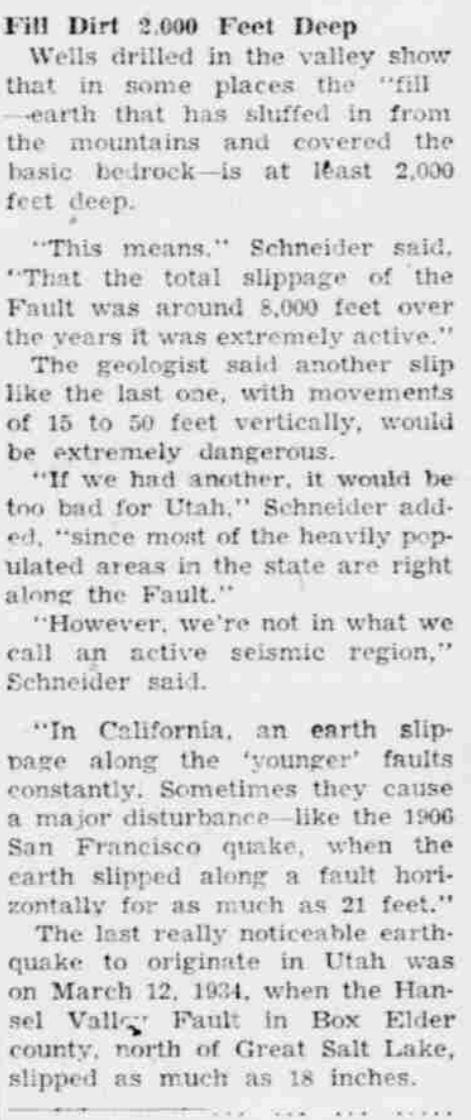 Fill Dirt 2,000 Feet Deep
Wells drilled in the valley show
that in some places the "fill
—earth that has sluffed in from
the mountains and covered the
basic bedrock—is at least 2,000
feet deep.
"This means," Schneider said,
"That the total slippage of the
Fault was around 8,000 feet over
the years it was extremely active."
The geologist said another slip
like the last one, with movements
of 15 to 50 feet vertically, would
be extremely dangerous.
"If we had another, it would be
too bad for Utah," Schneider add-
ed, "since most of the heavily pop-
ulated areas in the state are right
along the Fault."
"However, we're not in what we
call an active seismic region,"
Schneider said.
"In California, an earth slip-
page along the 'younger' faults
constantly. Sometimes they cause
a major disturbance—like the 1906
San Francisco quake, when the
earth slipped along a fault hori-
zontally for as much as 21 feet."
The last really noticeable earth-
quake to originate in Utah was
on March 12, 1934, when the Han-
sel Valley Fault in Box Elder
county, north of Great Salt Lake,
slipped as much as 18 inches.